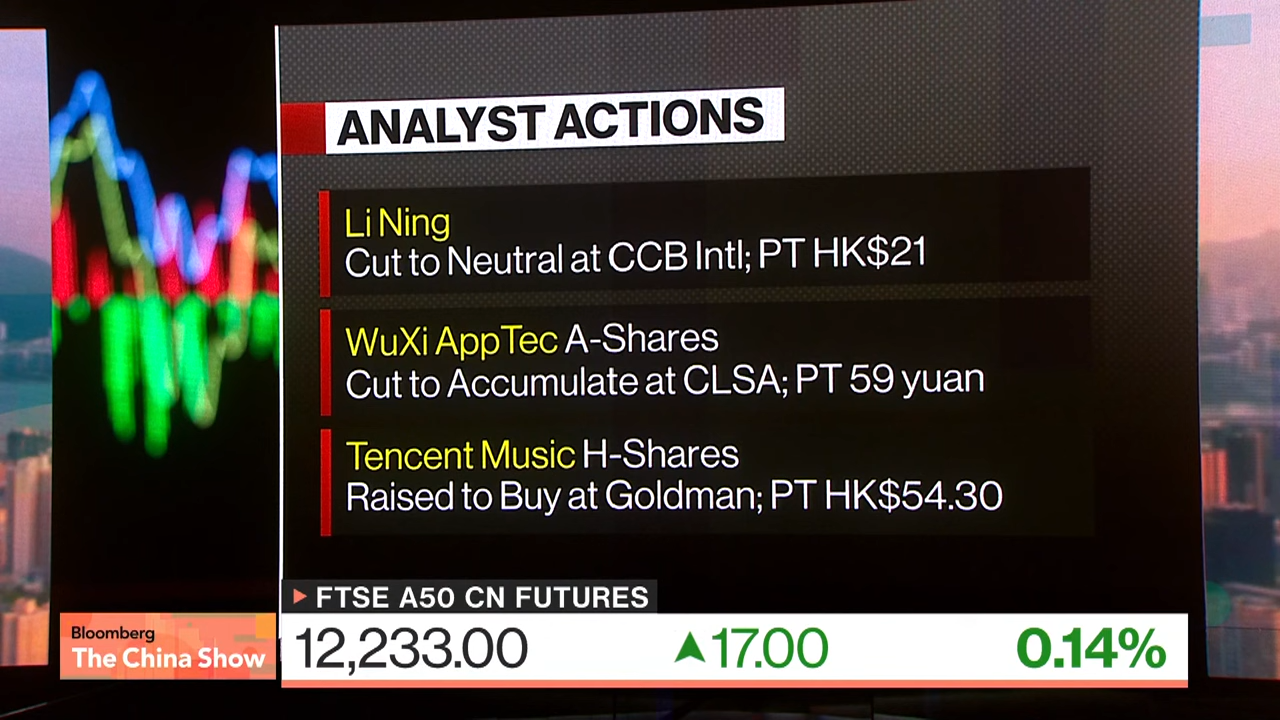 ANALYST ACTIONS
Li Ning
Cut to Neutral at CCB Intl; PT HK$21
WuXi AppTec A-Shares
Cut to Accumulate at CLSA; PT 59 yuan
Tencent Music H-Shares
Raised to Buy at Goldman; PT HK$54.30
FTSE A50 CN FUTURES
12,233.00 ▲17.00 0.14%
Bloomberg
The China Show